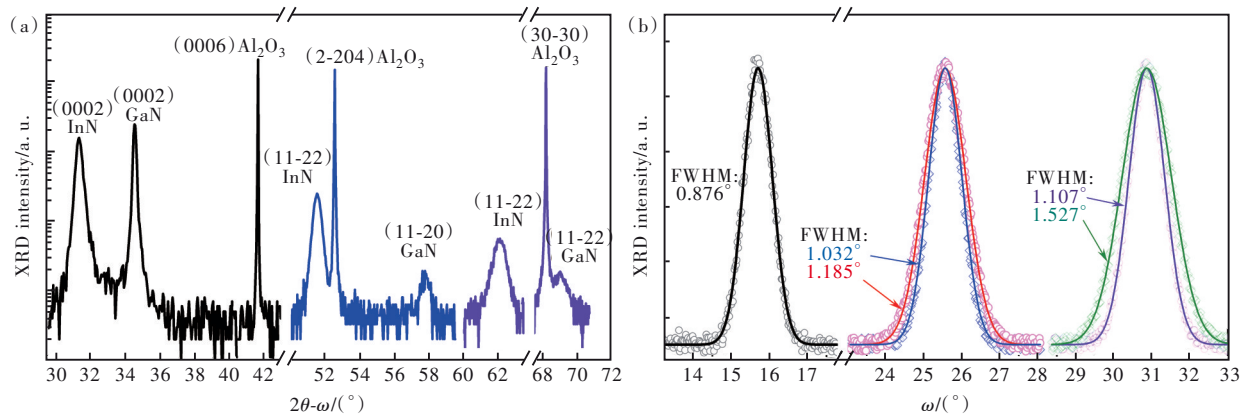 (a)
XRD intensity/a. u.
(0002)
InN
(0002)
GaN
(0006)Al₂O₃
(11-22)
InN
(2-204)Al₂O₃
(11-20)
GaN
(11-22)
InN
(30-30)
Al₂O₃
(11-22)
GaN
30 32 34 36 38 40 42 52 54 56 58 60 62 68 70 72
2θ-ω/(°)
(b)
XRD intensity/a. u.
FWHM:
0.876°
FWHM:
1.032°
1.185°
FWHM:
1.107°
1.527°
14 15 16 17 24 25 26 27 28 29 30 31 32 33
ω/(°)